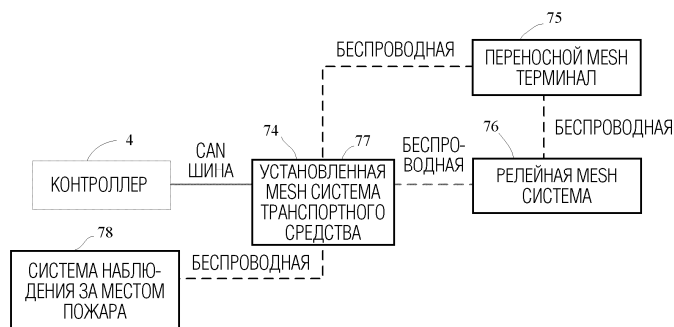 75
БЕСПРОВОДНАЯ
ПЕРЕНОСНОЙ MESH
ТЕРМИНАЛ
БЕСПРОВОДНАЯ
4
CAN
ШИНА
КОНТРОЛЛЕР
74
77
УСТАНОВЛЕННАЯ
MESH СИСТЕМА
ТРАНСПОРТНОГО
СРЕДСТВА
БЕСПРО-
ВОДНАЯ
76
РЕЛЕЙНАЯ MESH
СИСТЕМА
78
БЕСПРОВОДНАЯ
СИСТЕМА НАБЛЮ-
ДЕНИЯ ЗА МЕСТОМ
ПОЖАРА